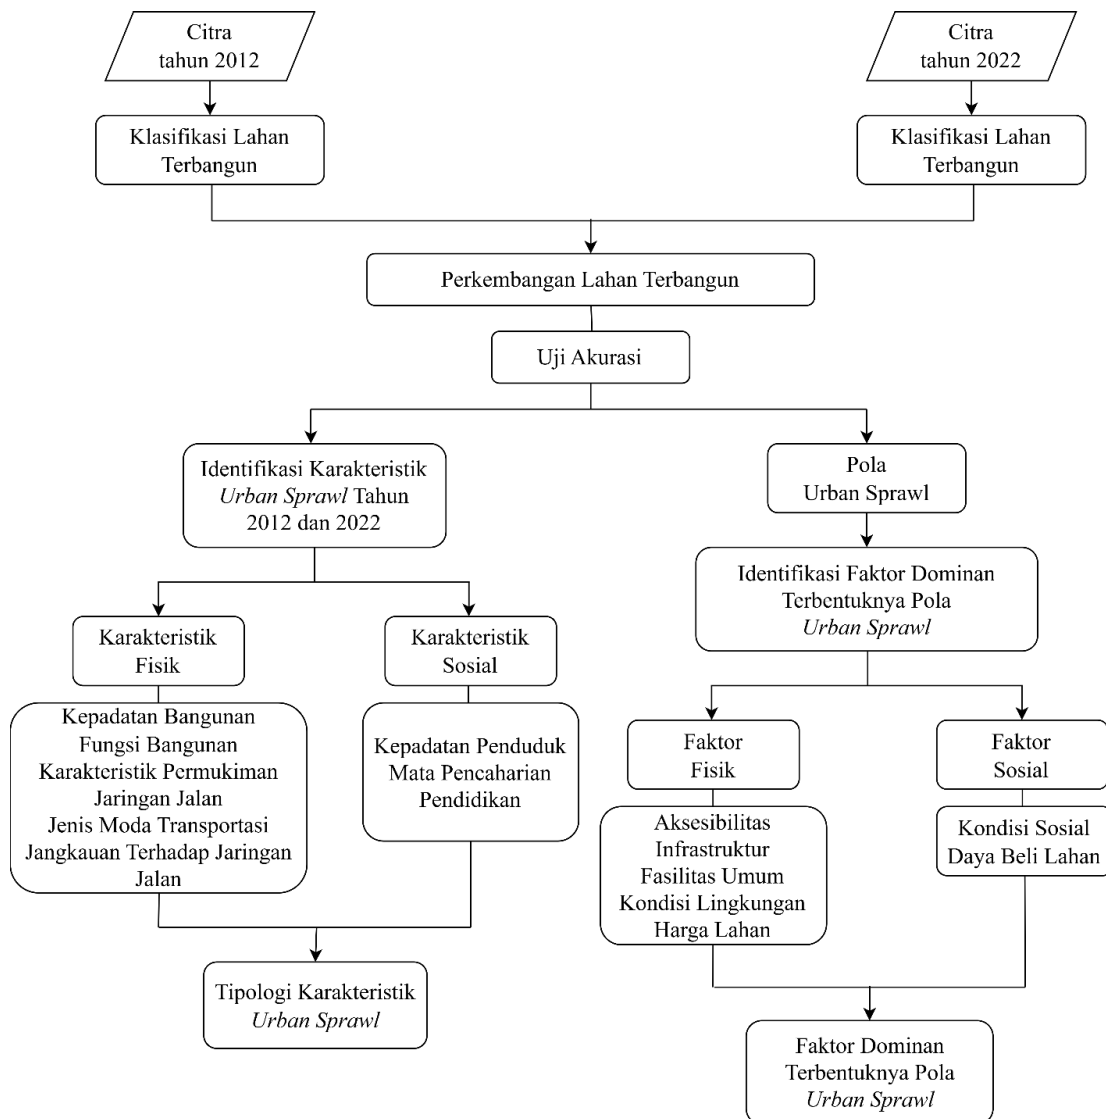 Citra
tahun 2012
Citra
tahun 2022
Klasifikasi Lahan
Terbangun
Klasifikasi Lahan
Terbangun
Perkembangan Lahan Terbangun
Uji Akurasi
Identifikasi Karakteristik
Urban Sprawl Tahun
2012 dan 2022
Pola
Urban Sprawl
Identifikasi Faktor Dominan
Terbentuknya Pola
Urban Sprawl
Karakteristik
Fisik
Karakteristik
Sosial
Kepadatan Bangunan
Fungsi Bangunan
Karakteristik Permukiman
Jaringan Jalan
Jenis Moda Transportasi
Jangkauan Terhadap Jaringan
Jalan
Kepadatan Penduduk
Mata Pencaharian
Pendidikan
Faktor
Fisik
Faktor
Sosial
Aksesibilitas
Infrastruktur
Fasilitas Umum
Kondisi Lingkungan
Harga Lahan
Kondisi Sosial
Daya Beli Lahan
Tipologi Karakteristik
Urban Sprawl
Faktor Dominan
Terbentuknya Pola
Urban Sprawl